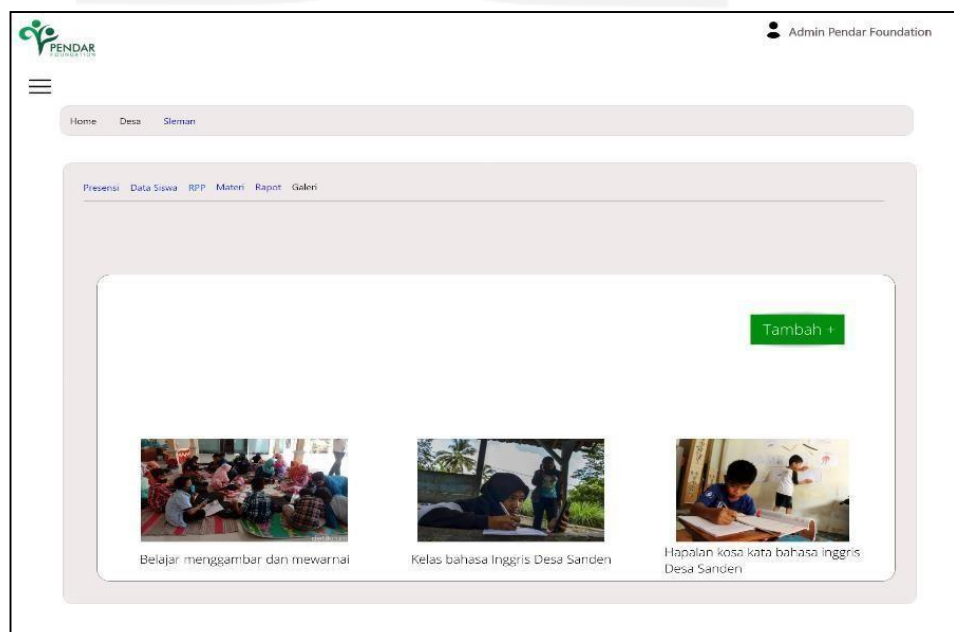 PENDAR
FOUNDATION
Admin Pendar Foundation
Home Desa Sleman
Presensi Data Siswa RPP Materi Rapot Galeri
Tambah +
Belajar menggambar dan mewarnai
Kelas bahasa Inggris Desa Sanden
Hapalan kosa kata bahasa inggris
Desa Sanden